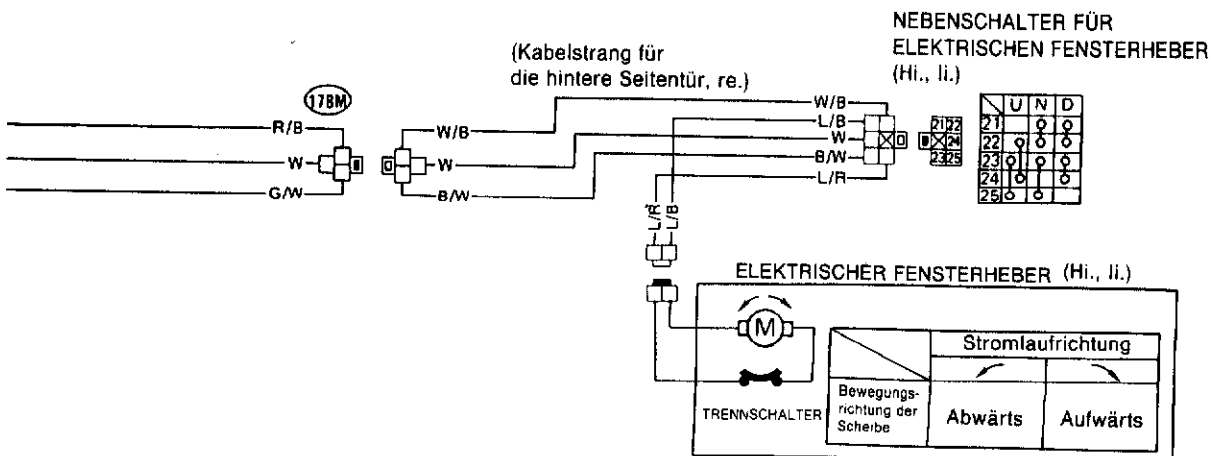 NEBENSCHALTER FÜR
ELEKTRISCHEN FENSTERHEBER
(Hi., li.)
(Kabelstrang für
die hintere Seitentür, re.)
17BM
R/B
W
G/W
W/B
W
B/W
W/B
L/B
W
B/W
L/R
21 22
24
23 25
U N D
21
22
23
24
25
L/R
L/B
ELEKTRISCHER FENSTERHEBER (Hi., li.)
M
TRENNSCHALTER
Stromlaufrichtung
Bewegungs-
richtung der
Scheibe
Abwärts Aufwärts